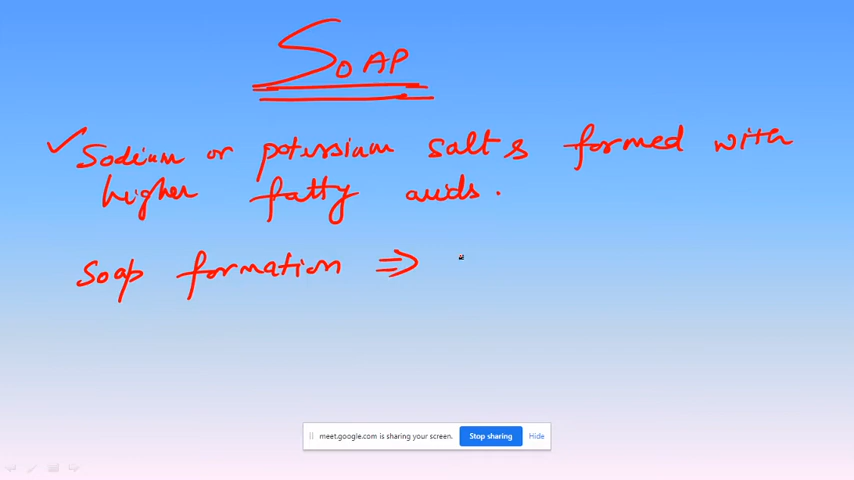 SOAP
✓ Sodium or potassium salts formed with
higher fatty acids.
Soap formation ⇒
meet.google.com is sharing your screen. Stop sharing Hide